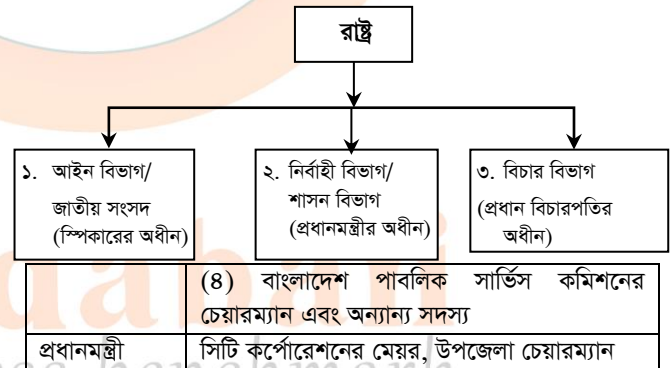 রাষ্ট্র
১. আইন বিভাগ/
জাতীয় সংসদ
(স্পিকারের অধীন)
২. নির্বাহী বিভাগ/
শাসন বিভাগ
(প্রধানমন্ত্রীর অধীন)
৩. বিচার বিভাগ
(প্রধান বিচারপতির
অধীন)
(৪) বাংলাদেশ পাবলিক সার্ভিস কমিশনের
চেয়ারম্যান এবং অন্যান্য সদস্য
প্রধানমন্ত্রী সিটি কর্পোরেশনের মেয়র, উপজেলা চেয়ারম্যান